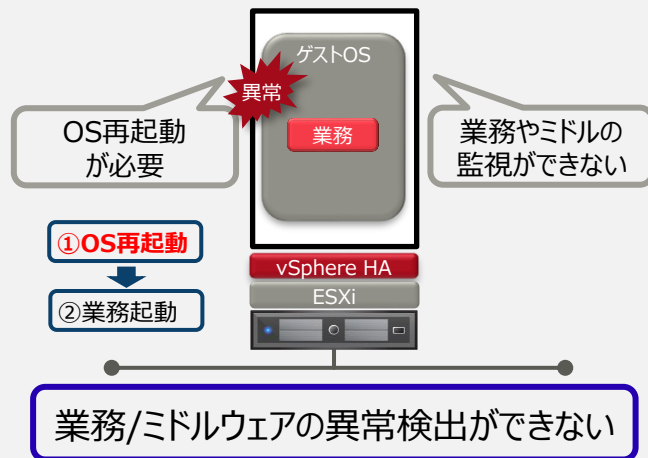 ゲストOS
異常
業務
OS再起動
が必要
業務やミドルの
監視ができない
①OS再起動
②業務起動
vSphere HA
ESXi
業務/ミドルウェアの異常検出ができない